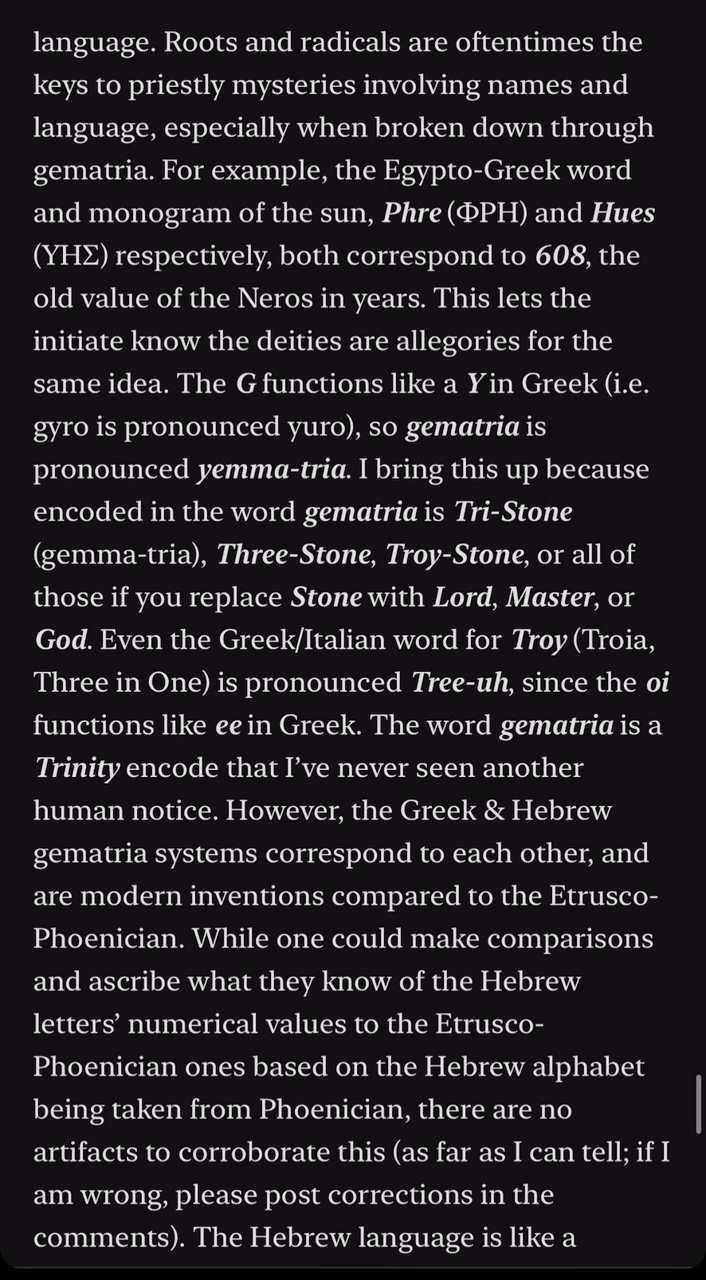 language. Roots and radicals are oftentimes the
keys to priestly mysteries involving names and
language, especially when broken down through
gematria. For example, the Egypto-Greek word
and monogram of the sun, Phre (ΦΡΗ) and Hues
(ΥΗΣ) respectively, both correspond to 608, the
old value of the Neros in years. This lets the
initiate know the deities are allegories for the
same idea. The G functions like a Y in Greek (i.e.
gyro is pronounced yuro), so gematria is
pronounced yemma-tria. I bring this up because
encoded in the word gematria is Tri-Stone
(gemma-tria), Three-Stone, Troy-Stone, or all of
those if you replace Stone with Lord, Master, or
God. Even the Greek/Italian word for Troy (Troia,
Three in One) is pronounced Tree-uh, since the oi
functions like ee in Greek. The word gematria is a
Trinity encode that I’ve never seen another
human notice. However, the Greek & Hebrew
gematria systems correspond to each other, and
are modern inventions compared to the Etrusco-
Phoenician. While one could make comparisons
and ascribe what they know of the Hebrew
letters’ numerical values to the Etrusco-
Phoenician ones based on the Hebrew alphabet
being taken from Phoenician, there are no
artifacts to corroborate this (as far as I can tell; if I
am wrong, please post corrections in the
comments). The Hebrew language is like a